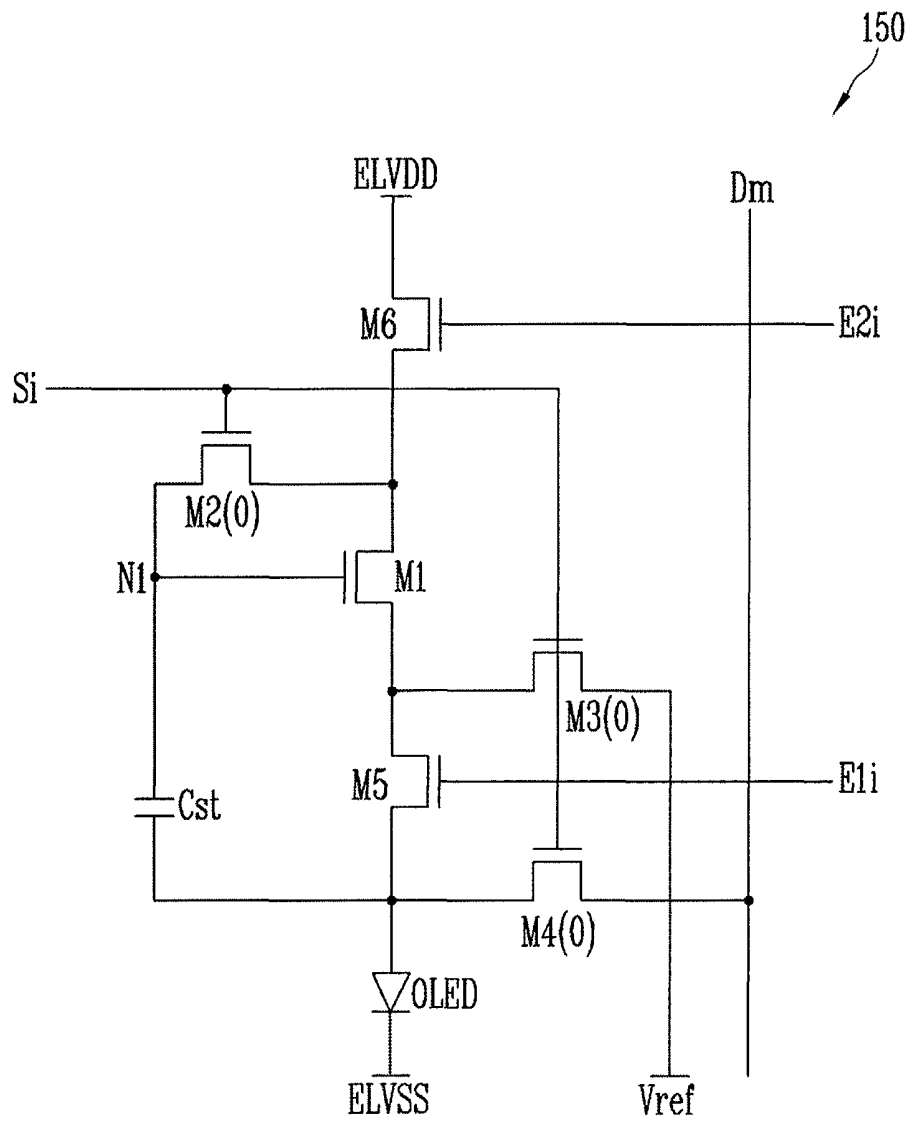 150
ELVDD
Dm
M6
E2i
Si
M2(0)
N1
M1
M3(0)
M5
E1i
Cst
M4(0)
OLED
ELVSS
Vref